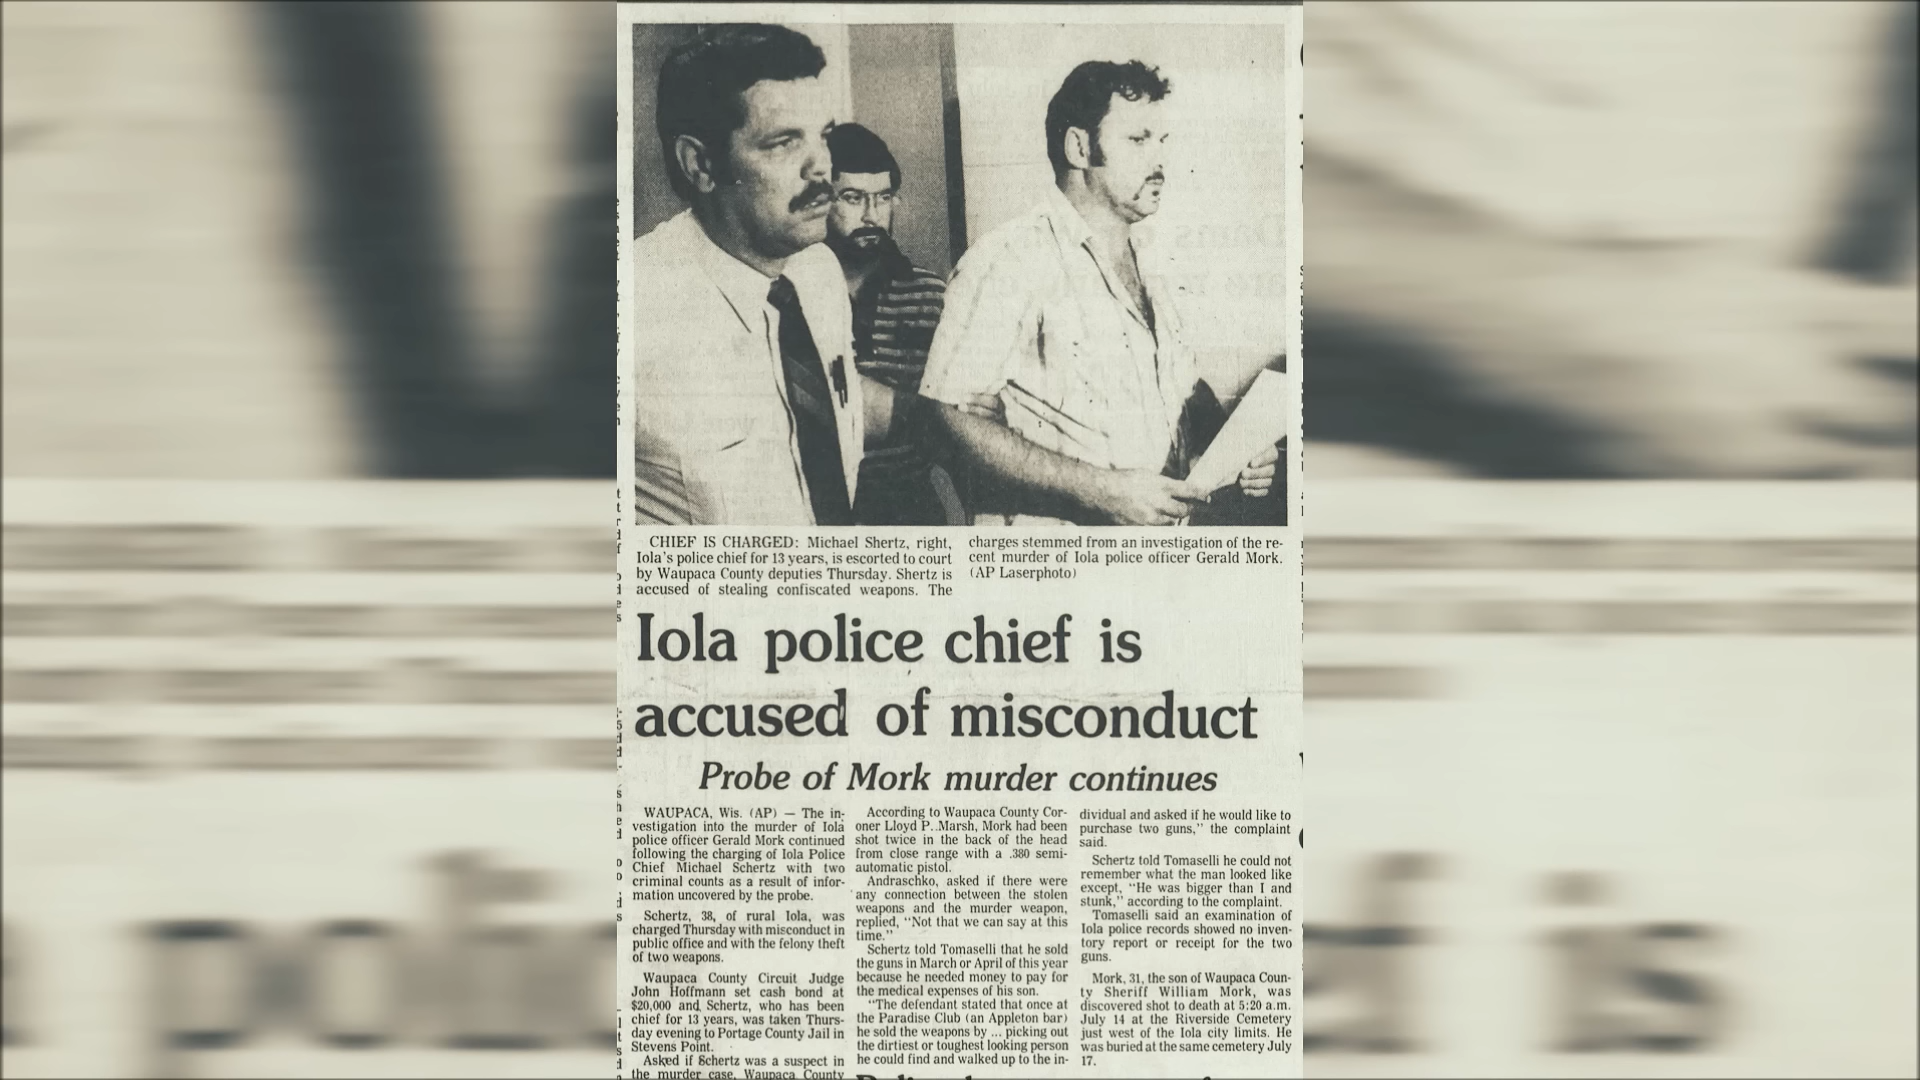 CHIEF IS CHARGED: Michael Shertz, right,
Iola's police chief for 13 years, is escorted to court
by Waupaca County deputies Thursday. Shertz is
accused of stealing confiscated weapons. The
charges stemmed from an investigation of the re-
cent murder of Iola police officer Gerald Mork.
(AP Laserphoto)
Iola police chief is
accused of misconduct
Probe of Mork murder continues
WAUPACA, Wis. (AP) — The in-
vestigation into the murder of Iola
police officer Gerald Mork continued
following the charging of Iola Police
Chief Michael Schertz with two
criminal counts as a result of infor-
mation uncovered by the probe.
Schertz, 38, of rural Iola, was
charged Thursday with misconduct in
public office and with the felony theft
of two weapons.
Waupaca County Circuit Judge
John Hoffmann set cash bond at
$20,000 and Schertz, who has been
chief for 13 years, was taken Thurs-
day evening to Portage County Jail in
Stevens Point.
Asked if Schertz was a suspect in
the murder case, Waupaca County
According to Waupaca County Cor-
oner Lloyd P. Marsh, Mork had been
shot twice in the back of the head
from close range with a .380 semi-
automatic pistol.
Andraschko, asked if there were
any connection between the stolen
weapons and the murder weapon,
replied, "Not that we can say at this
time."
Schertz told Tomaselli that he sold
the guns in March or April of this year
because he needed money to pay for
the medical expenses of his son.
"The defendant stated that once at
the Paradise Club (an Appleton bar)
he sold the weapons by ... picking out
the dirtiest or toughest looking person
he could find and walked up to the in-
dividual and asked if he would like to
purchase two guns," the complaint
said.
Schertz told Tomaselli he could not
remember what the man looked like
except, "He was bigger than I and
stunk," according to the complaint.
Tomaselli said an examination of
Iola police records showed no inven-
tory report or receipt for the two
guns.
Mork, 31, the son of Waupaca Coun-
ty Sheriff William Mork, was
discovered shot to death at 5:20 a.m.
July 14 at the Riverside Cemetery
just west of the Iola city limits. He
was buried at the same cemetery July
17.